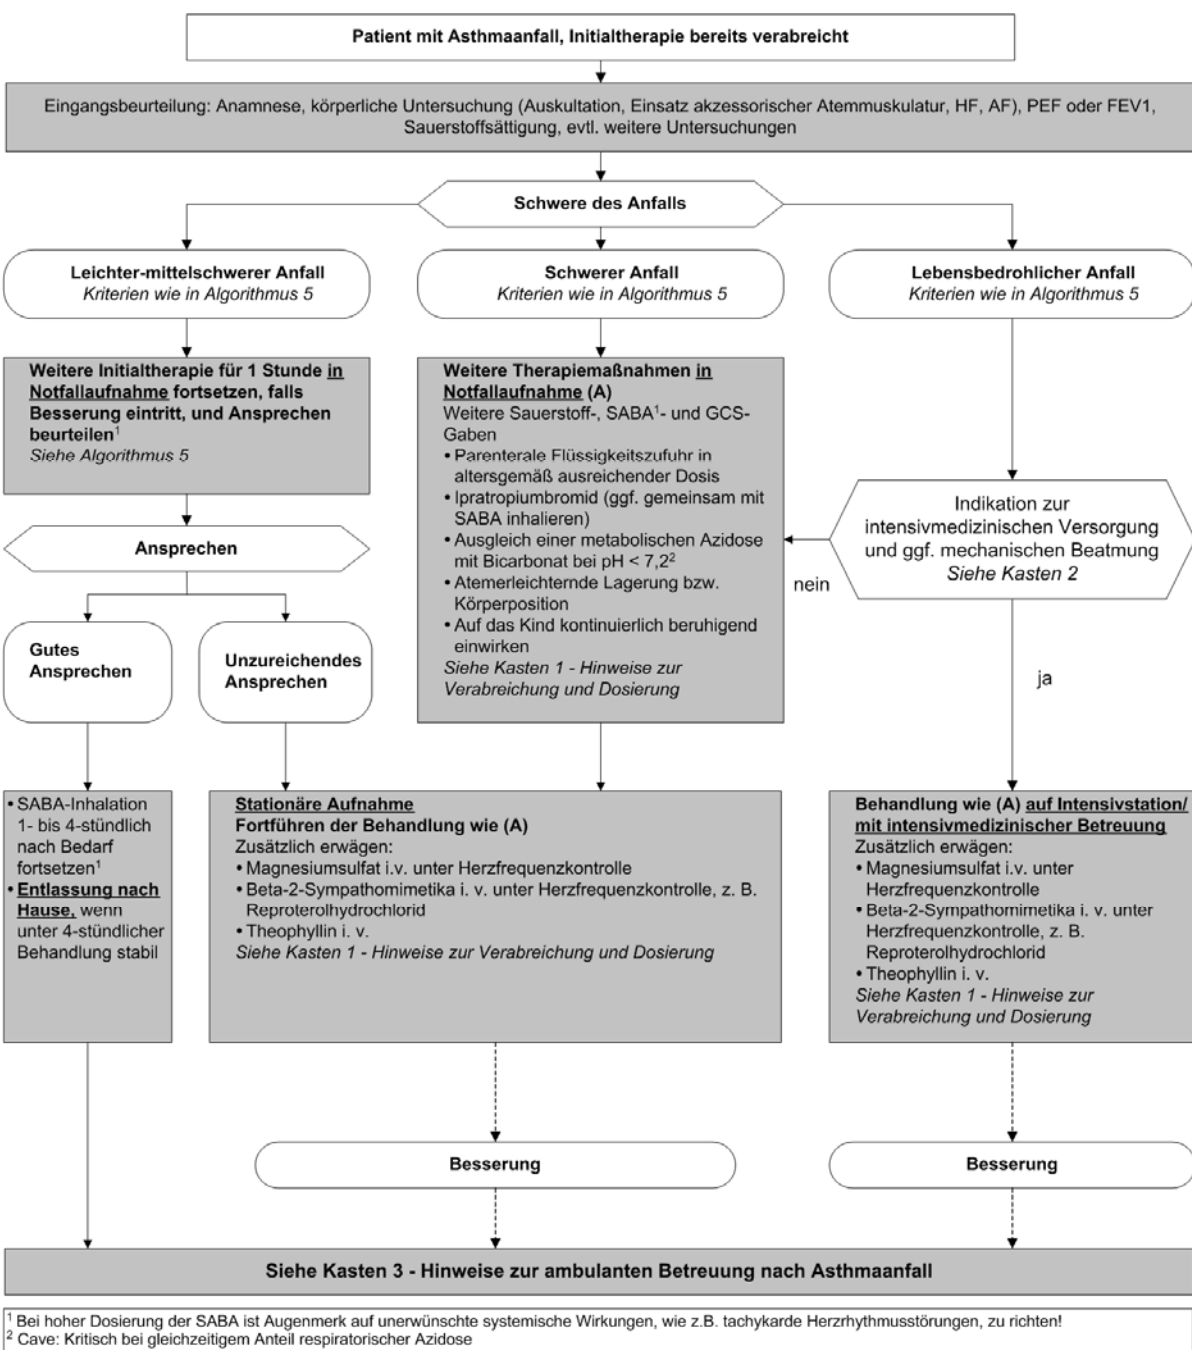 Patient mit Asthmaanfall, Initialtherapie bereits verabreicht
Eingangsbeurteilung: Anamnese, körperliche Untersuchung (Auskultation, Einsatz akzessorischer Atemmuskulatur, HF, AF), PEF oder FEV1,
Sauerstoffsättigung, evtl. weitere Untersuchungen
Schwere des Anfalls
Leichter-mittelschwerer Anfall
Kriterien wie in Algorithmus 5
Schwerer Anfall
Kriterien wie in Algorithmus 5
Lebensbedrohlicher Anfall
Kriterien wie in Algorithmus 5
Weitere Initialtherapie für 1 Stunde in
Notfallaufnahme fortsetzen, falls
Besserung eintritt, und Ansprechen
beurteilen¹
Siehe Algorithmus 5
Weitere Therapiemaßnahmen in
Notfallaufnahme (A)
Weitere Sauerstoff-, SABA¹- und GCS-
Gaben
• Parenterale Flüssigkeitszufuhr in
altersgemäß ausreichender Dosis
• Ipratropiumbromid (ggf. gemeinsam mit
SABA inhalieren)
• Ausgleich einer metabolischen Azidose
mit Bicarbonat bei pH < 7,2²
• Atemerleichternde Lagerung bzw.
Körperposition
• Auf das Kind kontinuierlich beruhigend
einwirken
Siehe Kasten 1 - Hinweise zur
Verabreichung und Dosierung
Indikation zur
intensivmedizinischen Versorgung
und ggf. mechanischen Beatmung
Siehe Kasten 2
nein
ja
Ansprechen
Gutes
Ansprechen
Unzureichendes
Ansprechen
• SABA-Inhalation
1- bis 4-stündlich
nach Bedarf
fortsetzen¹
• Entlassung nach
Hause, wenn
unter 4-stündlicher
Behandlung stabil
Stationäre Aufnahme
Fortführen der Behandlung wie (A)
Zusätzlich erwägen:
• Magnesiumsulfat i.v. unter Herzfrequenzkontrolle
• Beta-2-Sympathomimetika i. v. unter Herzfrequenzkontrolle, z. B.
Reproterolhydrochlorid
• Theophyllin i. v.
Siehe Kasten 1 - Hinweise zur Verabreichung und Dosierung
Behandlung wie (A) auf Intensivstation/
mit intensivmedizinischer Betreuung
Zusätzlich erwägen:
• Magnesiumsulfat i.v. unter
Herzfrequenzkontrolle
• Beta-2-Sympathomimetika i. v. unter
Herzfrequenzkontrolle, z. B.
Reproterolhydrochlorid
• Theophyllin i. v.
Siehe Kasten 1 - Hinweise zur
Verabreichung und Dosierung
Besserung
Besserung
Siehe Kasten 3 - Hinweise zur ambulanten Betreuung nach Asthmaanfall
¹ Bei hoher Dosierung der SABA ist Augenmerk auf unerwünschte systemische Wirkungen, wie z.B. tachykarde Herzrhythmusstörungen, zu richten!
² Cave: Kritisch bei gleichzeitigem Anteil respiratorischer Azidose